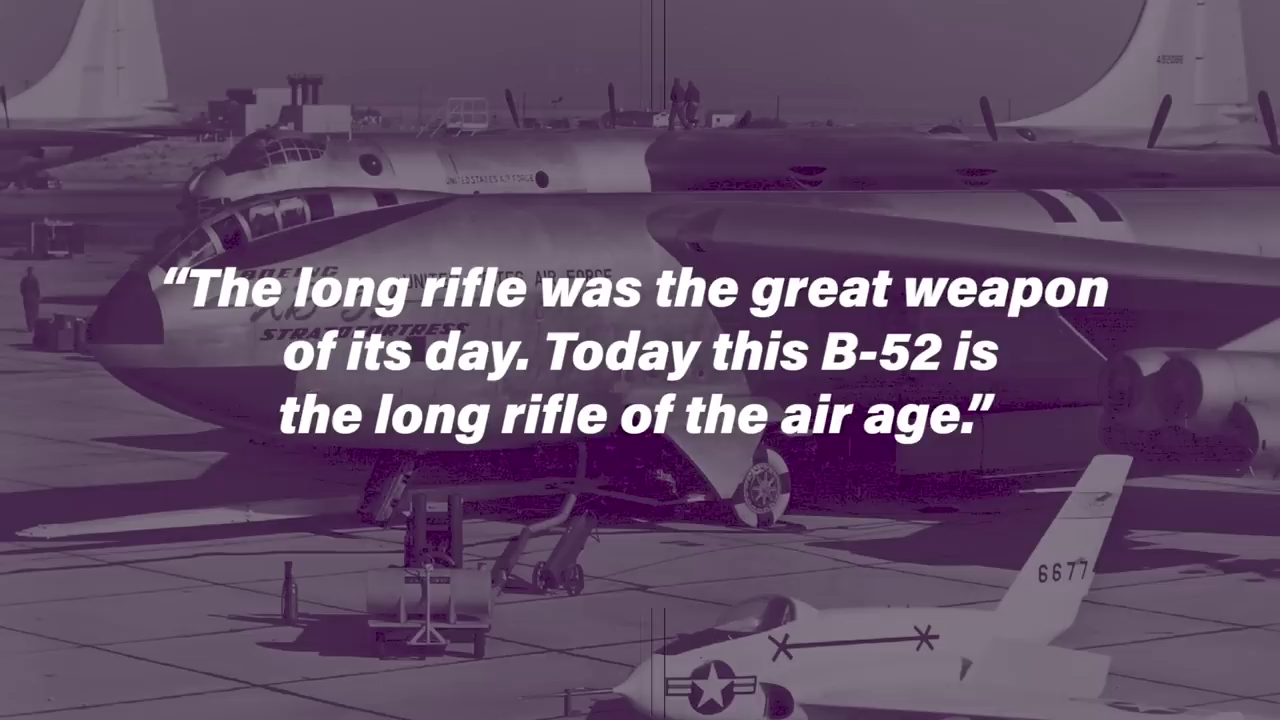 A92086
UNITED STATES AIR FORCE
“The long rifle was the great weapon
of its day. Today this B-52 is
the long rifle of the air age.”
STRATOFORTRESS
6677